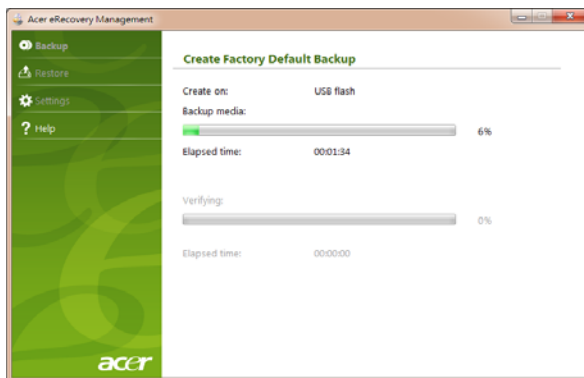 Acer eRecovery Management
Backup
Restore
Settings
? Help
Create Factory Default Backup
Create on: USB flash
Backup media:
6%
Elapsed time: 00:01:34
Verifying:
0%
Elapsed time: 00:00:00
acer